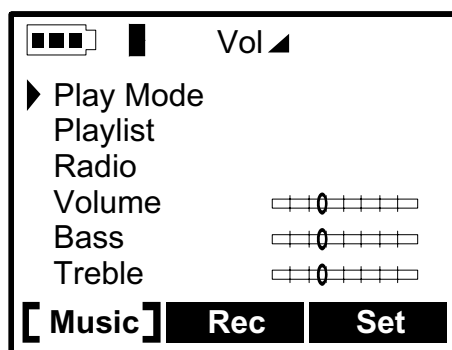 Vol
Play Mode
Playlist
Radio
Volume
Bass
Treble
[Music] Rec Set